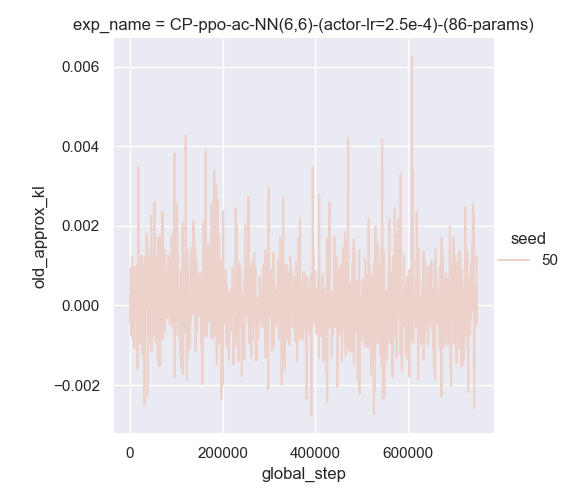 exp_name = CP-ppo-ac-NN(6,6)-(actor-lr=2.5e-4)-(86-params)
0.006
0.004
0.002
0.000
−0.002
old_approx_kl
seed
50
0
200000
400000
600000
global_step